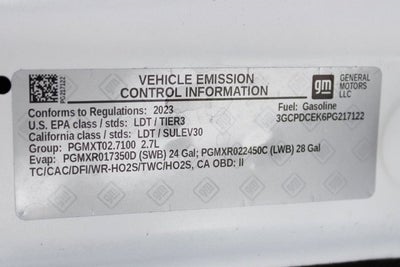 VEHICLE EMISSION
CONTROL INFORMATION
gm
GENERAL
MOTORS
LLC
PG217122
Conforms to Regulations: 2023
Fuel: Gasoline
U.S. EPA class / stds: LDT / TIER3
3GCPDCEK6PG217122
California class / stds: LDT / SULEV30
Group: PGMXT02.7100 2.7L
Evap: PGMXR017350D (SWB) 24 Gal; PGMXR022450C (LWB) 28 Gal
TC/CAC/DFI/WR-HO2S/TWC/HO2S, CA OBD: II